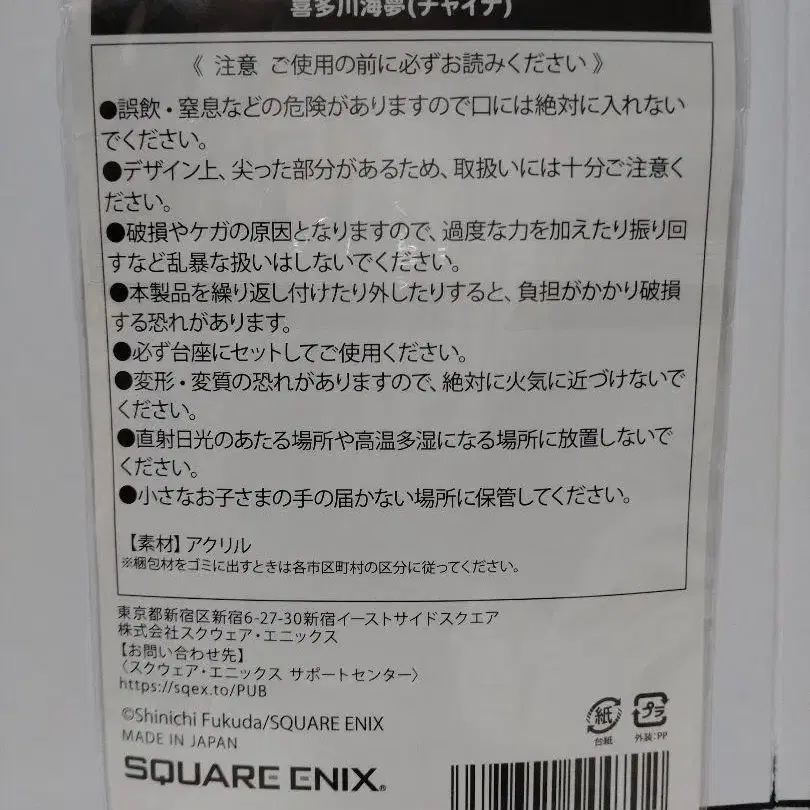 喜多川海夢(チャイナ)
《 注意 ご使用の前に必ずお読みください 》
●誤飲・窒息などの危険がありますので口には絶対に入れない
でください。
●デザイン上、尖った部分があるため、取扱いには十分ご注意く
ださい。
●破損やケガの原因となりますので、過度な力を加えたり振り回
すなど乱暴な扱いはしないでください。
●本製品を繰り返し付けたり外したりすると、負担がかかり破損
する恐れがあります。
●必ず台座にセットしてご使用ください。
●変形・変質の恐れがありますので、絶対に火気に近づけないで
ください。
●直射日光のあたる場所や高温多湿になる場所に放置しないで
ください。
●小さなお子さまの手の届かない場所に保管してください。
【素材】アクリル
※梱包材をゴミに出すときは各市区町村の区分に従ってください。
東京都新宿区新宿6-27-30新宿イーストサイドスクエア
株式会社スクウェア・エニックス
【お問い合わせ先】
〈スクウェア・エニックス サポートセンター〉
https://sqex.to/PUB
©Shinichi Fukuda/SQUARE ENIX
MADE IN JAPAN
紙 プラ
台紙 外装:PP
SQUARE ENIX®